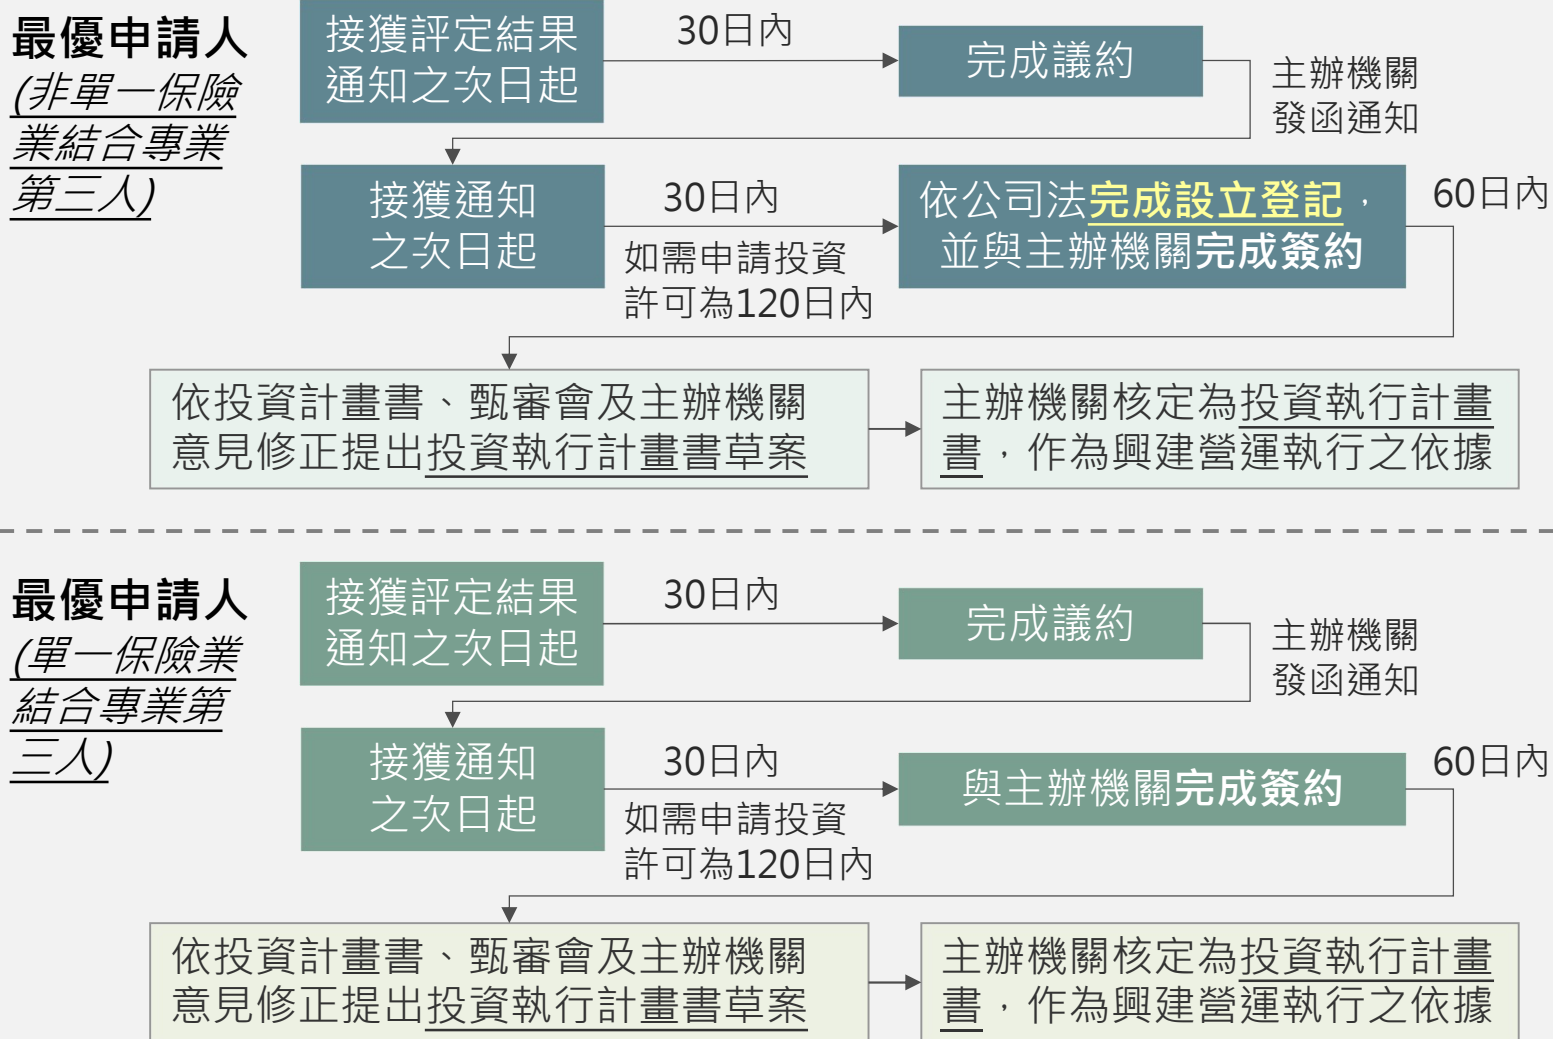 最優申請人
(非單一保險
業結合專業
第三人)
接獲評定結果
通知之次日起
30日內
完成議約
主辦機關
發函通知
接獲通知
之次日起
30日內
如需申請投資
許可為120日內
依公司法完成設立登記，
並與主辦機關完成簽約
60日內
依投資計畫書、甄審會及主辦機關
意見修正提出投資執行計畫書草案
主辦機關核定為投資執行計畫
書，作為興建營運執行之依據
最優申請人
(單一保險業
結合專業第
三人)
接獲評定結果
通知之次日起
30日內
完成議約
主辦機關
發函通知
接獲通知
之次日起
30日內
如需申請投資
許可為120日內
與主辦機關完成簽約
60日內
依投資計畫書、甄審會及主辦機關
意見修正提出投資執行計畫書草案
主辦機關核定為投資執行計畫
書，作為興建營運執行之依據